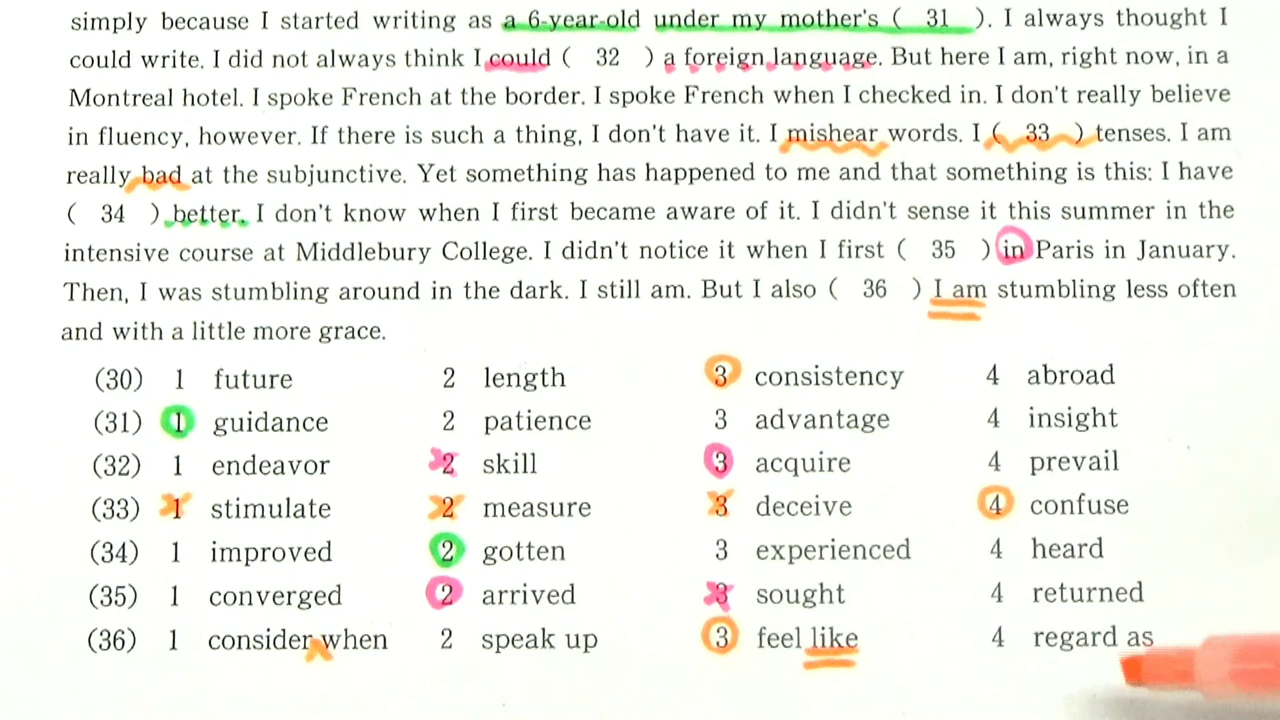 simply because I started writing as a 6-year-old under my mother's ( 31 ). I always thought I
could write. I did not always think I could ( 32 ) a foreign language. But here I am, right now, in a
Montreal hotel. I spoke French at the border. I spoke French when I checked in. I don't really believe
in fluency, however. If there is such a thing, I don't have it. I mishear words. I ( 33 ) tenses. I am
really bad at the subjunctive. Yet something has happened to me and that something is this: I have
( 34 ) better. I don't know when I first became aware of it. I didn't sense it this summer in the
intensive course at Middlebury College. I didn't notice it when I first ( 35 ) in Paris in January.
Then, I was stumbling around in the dark. I still am. But I also ( 36 ) I am stumbling less often
and with a little more grace.
(30) 1 future 2 length 3 consistency 4 abroad
(31) 1 guidance 2 patience 3 advantage 4 insight
(32) 1 endeavor 2 skill 3 acquire 4 prevail
(33) 1 stimulate 2 measure 3 deceive 4 confuse
(34) 1 improved 2 gotten 3 experienced 4 heard
(35) 1 converged 2 arrived 3 sought 4 returned
(36) 1 consider when 2 speak up 3 feel like 4 regard as